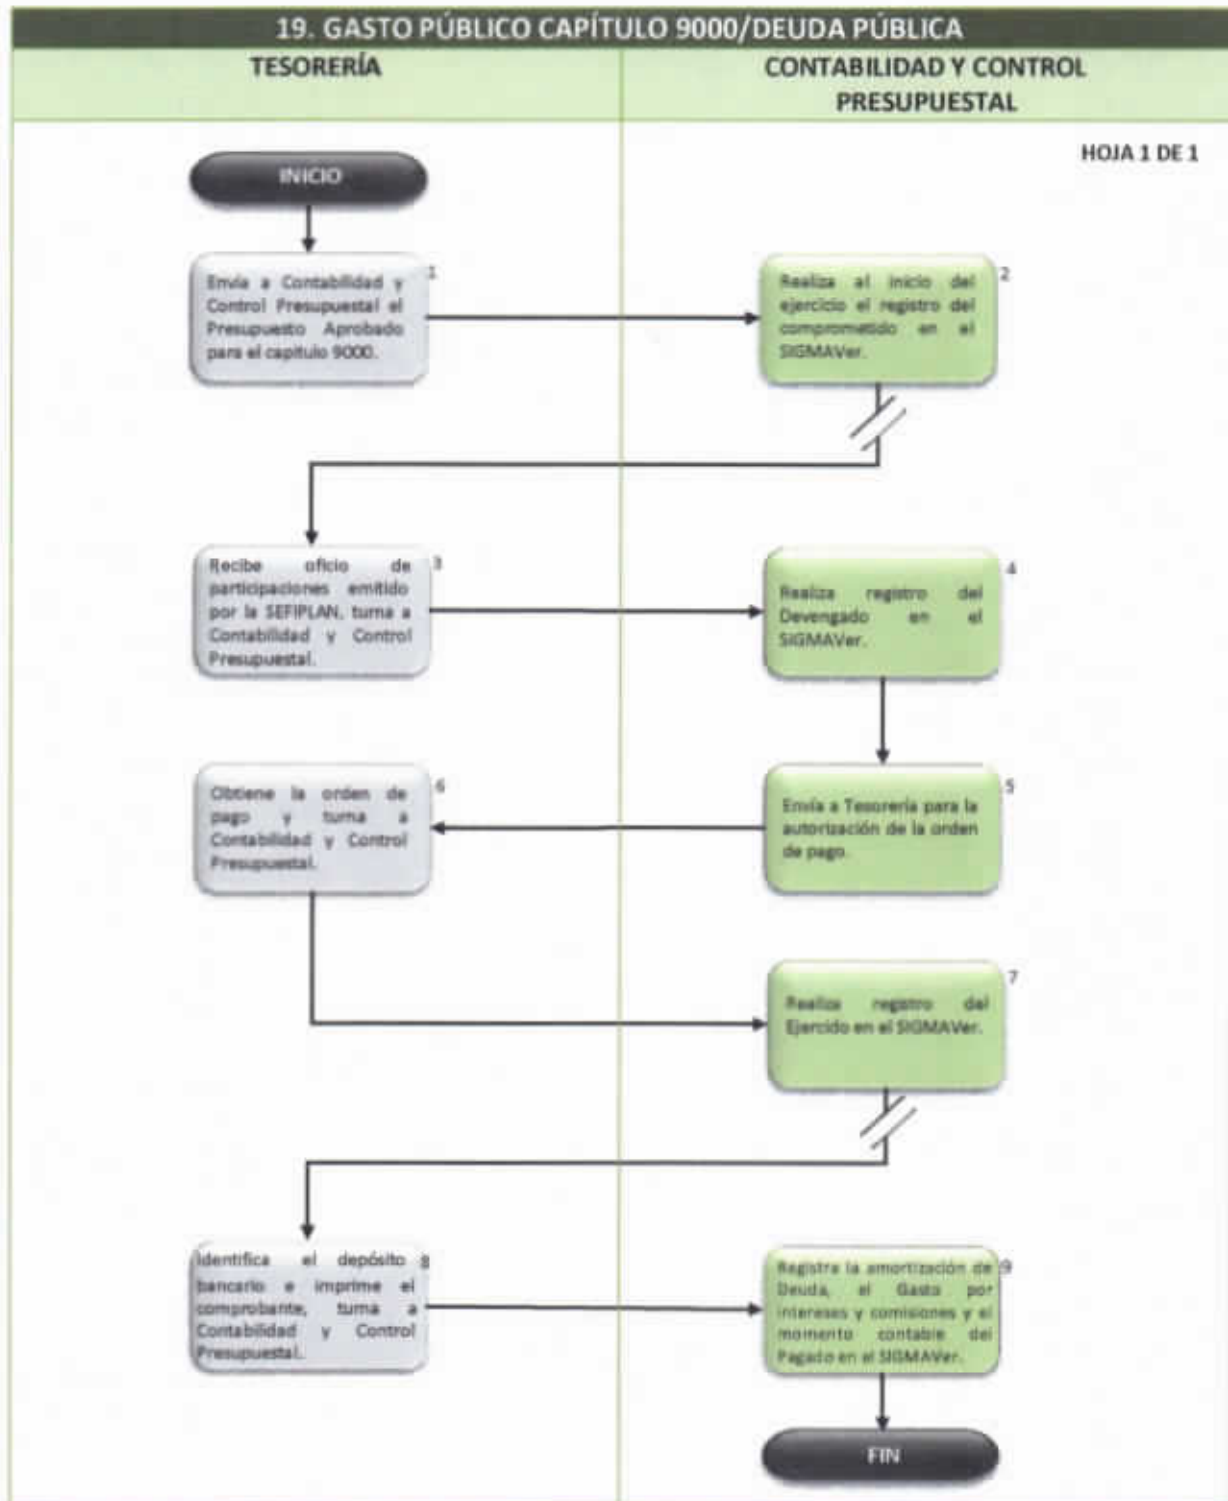 19. GASTO PÚBLICO CAPÍTULO 9000/DEUDA PÚBLICA
TESORERÍA
CONTABILIDAD Y CONTROL
PRESUPUESTAL
HOJA 1 DE 1
INICIO
1
Envía a Contabilidad y
Control Presupuestal el
Presupuesto Aprobado
para el capitulo 9000.
2
Realiza al inicio del
ejercicio el registro del
comprometido en el
SIGMAVer.
3
Recibe oficio de
participaciones emitido
por la SEFIPLAN, turna a
Contabilidad y Control
Presupuestal.
4
Realiza registro del
Devengado en el
SIGMAVer.
5
Envía a Tesorería para la
autorización de la orden
de pago.
6
Obtiene la orden de
pago y turna a
Contabilidad y Control
Presupuestal.
7
Realiza registro del
Ejercido en el SIGMAVer.
8
Identifica el depósito
bancario e imprime el
comprobante, turna a
Contabilidad y Control
Presupuestal.
9
Registra la amortización de
Deuda, el Gasto por
intereses y comisiones y el
momento contable del
Pagado en el SIGMAVer.
FIN